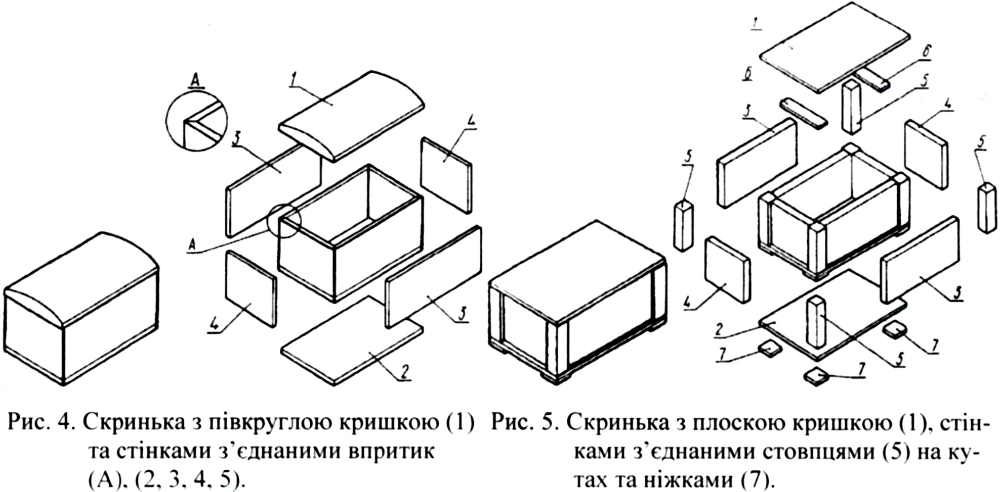 А
1
3
4
А
4
3
2
1
6
6
5
3
4
5
5
4
3
2
7
7
5
7
Рис. 4. Скринька з півкруглою кришкою (1)
та стінками з’єднаними впритик
(А), (2, 3, 4, 5).
Рис. 5. Скринька з плоскою кришкою (1), стін-
ками з’єднаними стовпцями (5) на ку-
тах та ніжками (7).